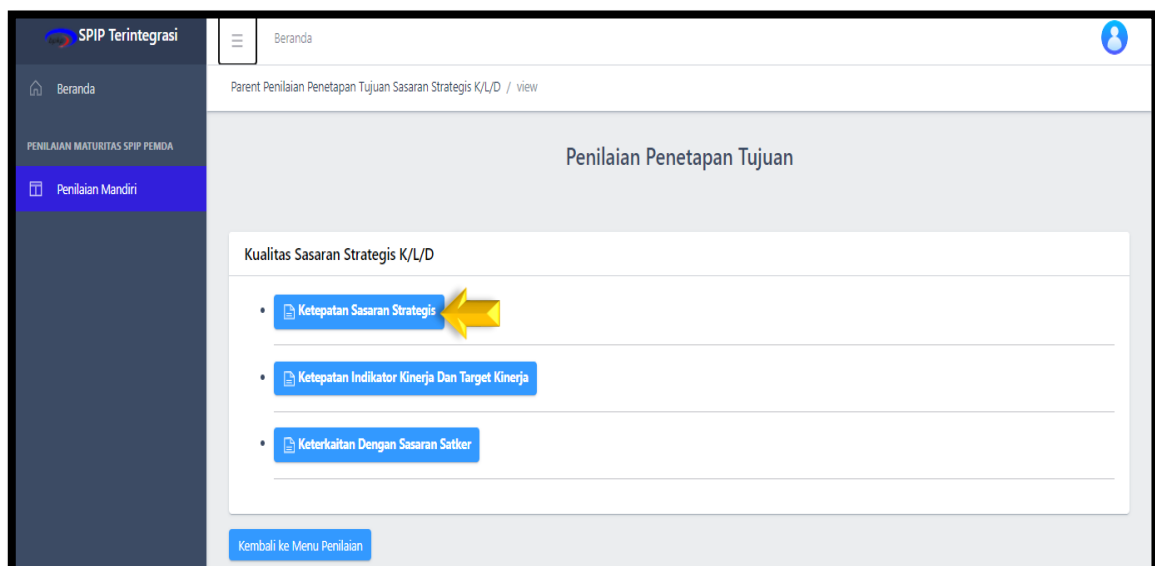 SPIP Terintegrasi
Beranda
Beranda
Parent Penilaian Penetapan Tujuan Sasaran Strategis K/L/D / view
PENILAIAN MATURITAS SPIP PEMDA
Penilaian Mandiri
Penilaian Penetapan Tujuan
Kualitas Sasaran Strategis K/L/D
Ketepatan Sasaran Strategis
Ketepatan Indikator Kinerja Dan Target Kinerja
Keterkaitan Dengan Sasaran Satker
Kembali ke Menu Penilaian